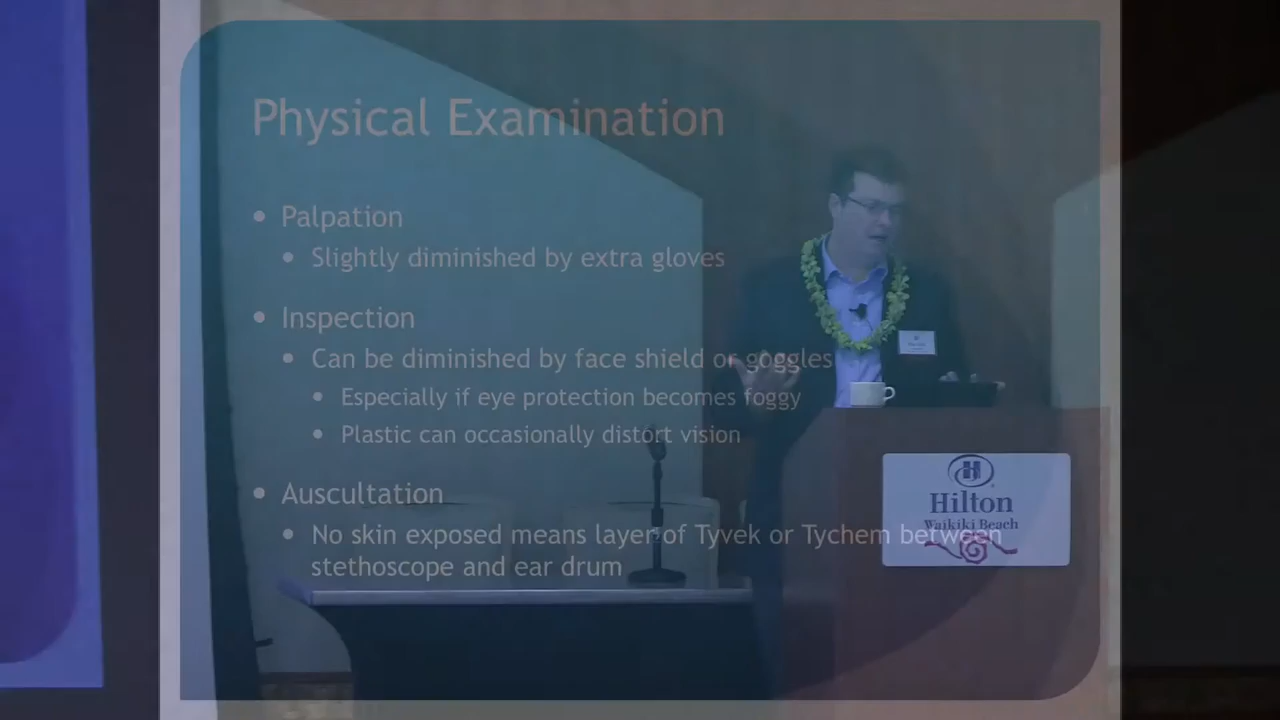 Physical Examination
• Palpation
• Slightly diminished by extra gloves
• Inspection
• Can be diminished by face shield or goggles
• Especially if eye protection becomes foggy
• Plastic can occasionally distort vision
• Auscultation
• No skin exposed means layer of Tyvek or Tychem between
stethoscope and ear drum
H
Hilton
Waikiki Beach